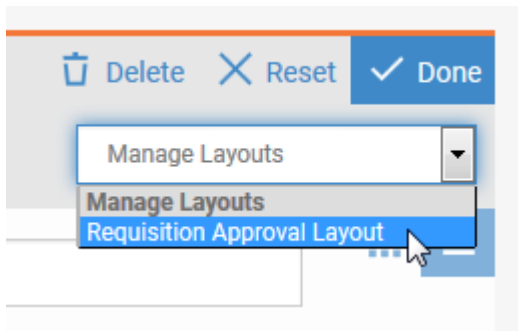 Delete Reset Done
Manage Layouts
Manage Layouts
Requisition Approval Layout